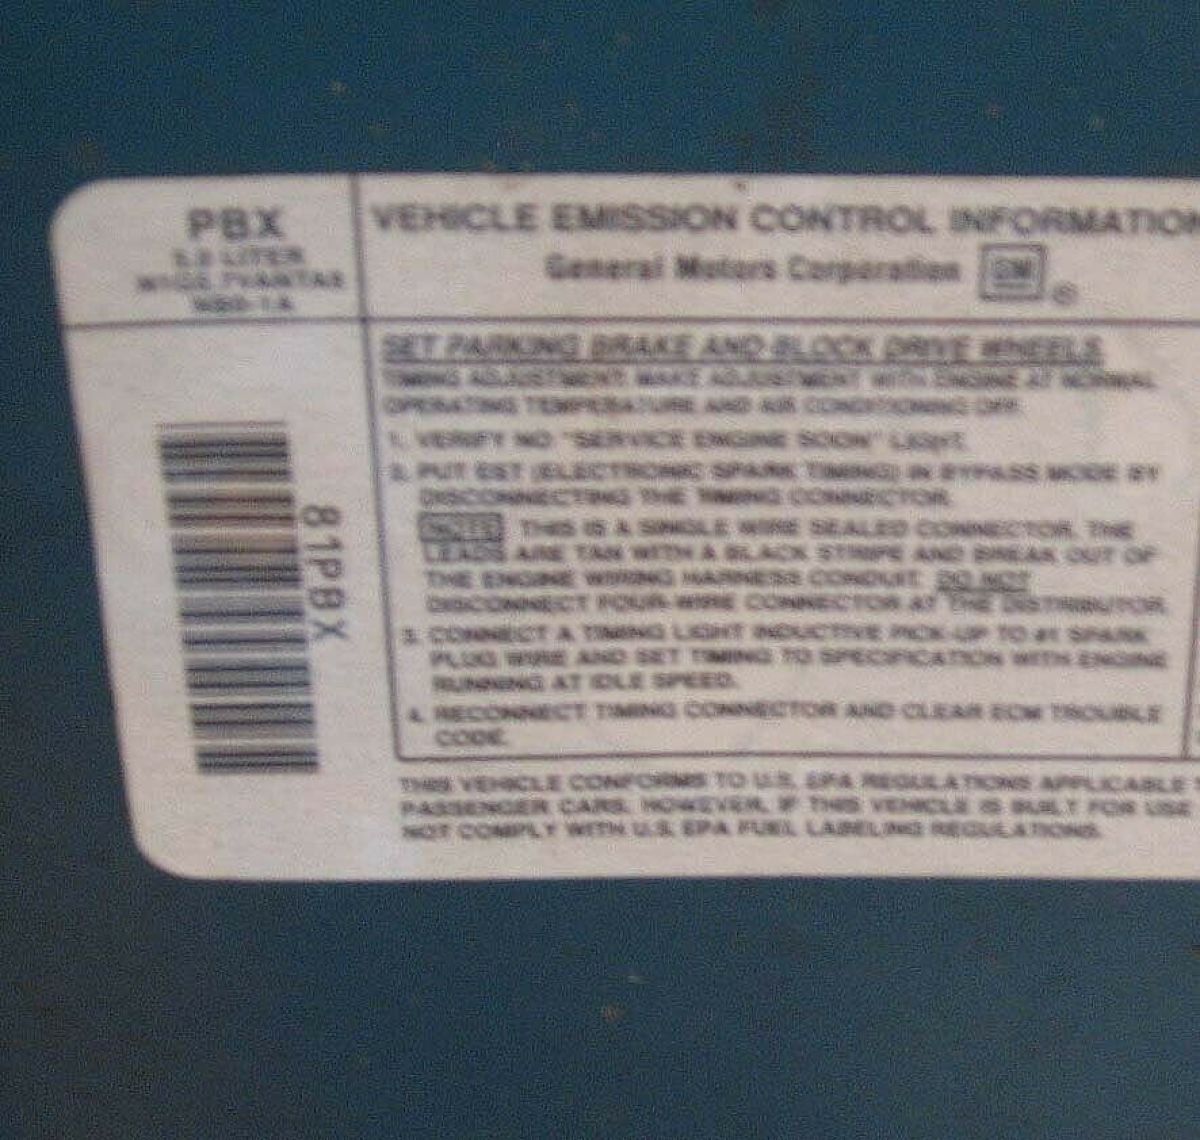 PBX
LITER
VEHICLE EMISSION CONTROL INFORMATION
General Motors Corporation GM ®
SET PARKING BRAKE AND BLOCK DRIVE WHEELS
TIMING ADJUSTMENT: MAKE ADJUSTMENT WITH ENGINE AT NORMAL
OPERATING TEMPERATURE AND AIR CONDITIONING OFF.
1. VERIFY NO "SERVICE ENGINE SOON" LIGHT.
2. PUT EST (ELECTRONIC SPARK TIMING) IN BYPASS MODE BY
DISCONNECTING THE TIMING CONNECTOR.
NOTE THIS IS A SINGLE WIRE SEALED CONNECTOR. THE
LEADS ARE TAN WITH A BLACK STRIPE AND BREAK OUT OF
THE ENGINE WIRING HARNESS CONDUIT. DO NOT
DISCONNECT FOUR-WIRE CONNECTOR AT THE DISTRIBUTOR.
3. CONNECT A TIMING LIGHT INDUCTIVE PICK-UP TO #1 SPARK
PLUG WIRE AND SET TIMING TO SPECIFICATION WITH ENGINE
RUNNING AT IDLE SPEED.
4. RECONNECT TIMING CONNECTOR AND CLEAR ECM TROUBLE
CODE.
81PBX
THIS VEHICLE CONFORMS TO U.S. EPA REGULATIONS APPLICABLE
PASSENGER CARS. HOWEVER, IF THIS VEHICLE IS BUILT FOR USE
NOT COMPLY WITH U.S. EPA FUEL LABELING REGULATIONS.